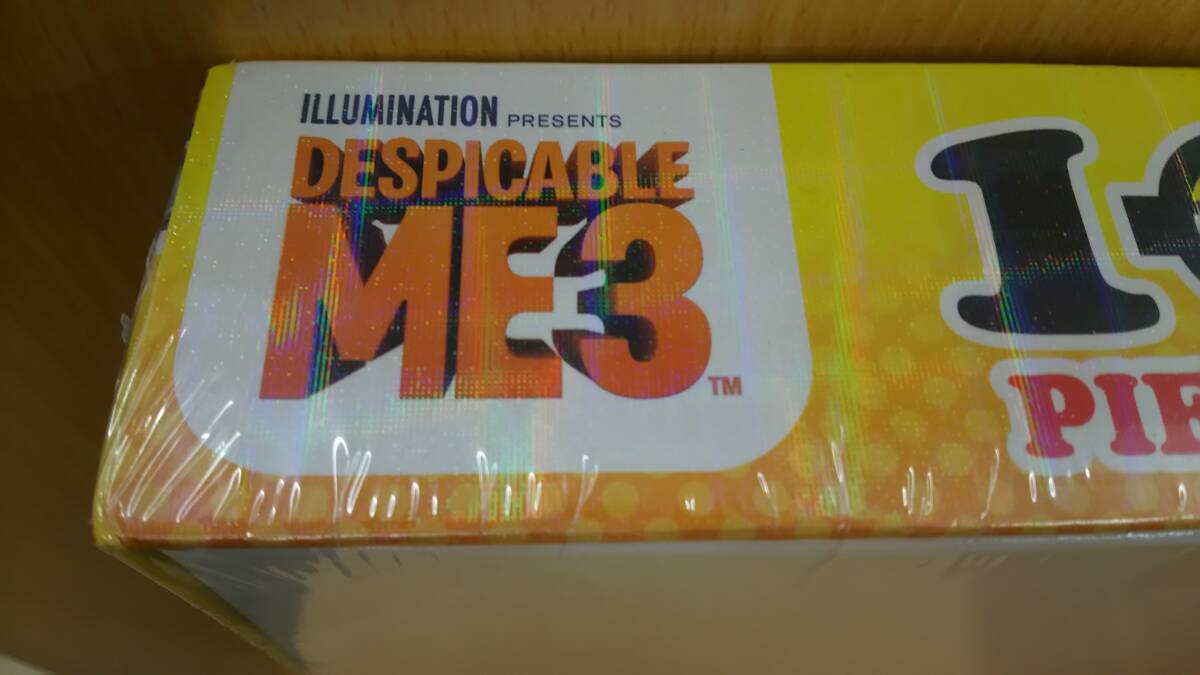 ILLUMINATION PRESENTS
DESPICABLE
ME3
TM